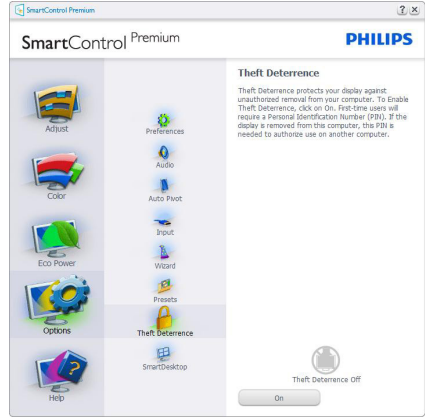 SmartControl Premium
SmartControl Premium
PHILIPS
Adjust
Color
Eco Power
Options
Help
Preferences
Audio
Auto Pivot
Input
Wizard
Presets
Theft Deterrence
SmartDesktop
Theft Deterrence
Theft Deterrence protects your display against
unauthorized removal from your computer. To Enable
Theft Deterrence, click on On. First-time users will
require a Personal Identification Number (PIN). If the
display is removed from this computer, this PIN is
needed to authorize use on another computer.
Theft Deterrence Off
On